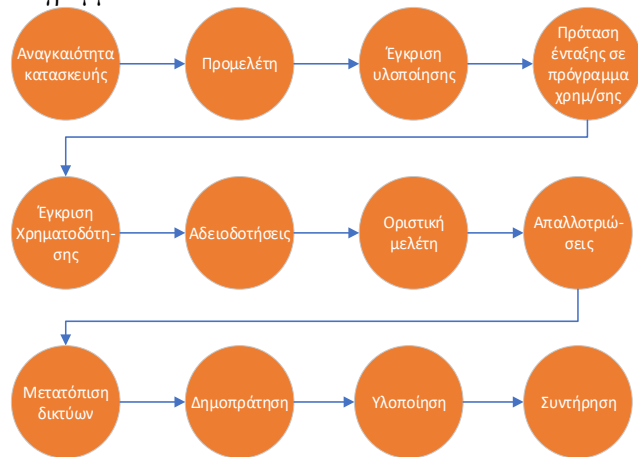 Αναγκαιότητα
κατασκευής
Προμελέτη
Έγκριση
υλοποίησης
Πρόταση
ένταξης σε
πρόγραμμα
χρημ/σης
Έγκριση
Χρηματοδότη-
σης
Αδειοδοτήσεις
Οριστική
μελέτη
Απαλλοτριώ-
σεις
Μετατόπιση
δικτύων
Δημοπράτηση
Υλοποίηση
Συντήρηση